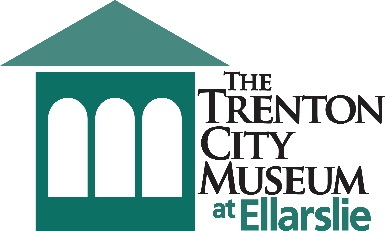 THE
TRENTON
CITY
MUSEUM
at Ellarslie